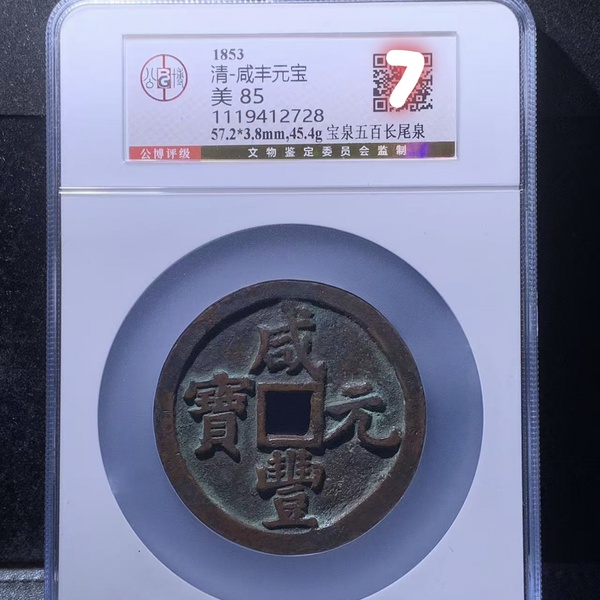 1853
清-咸丰元宝
美 85
1119412728
57.2*3.8mm,45.4g 宝泉五百长尾泉
公博评级
文物鉴定委员会监制
公博
7
咸
寶 元
豐